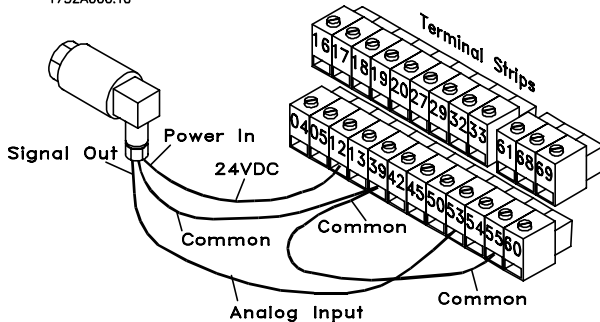 Terminal Strips
16 17 18 19 20 27 29 32 33 61 68 69
04 05 12 13 39 42 45 50 53 54 55 60
Power In
Signal Out
24VDC
Common
Common
Common
Analog Input